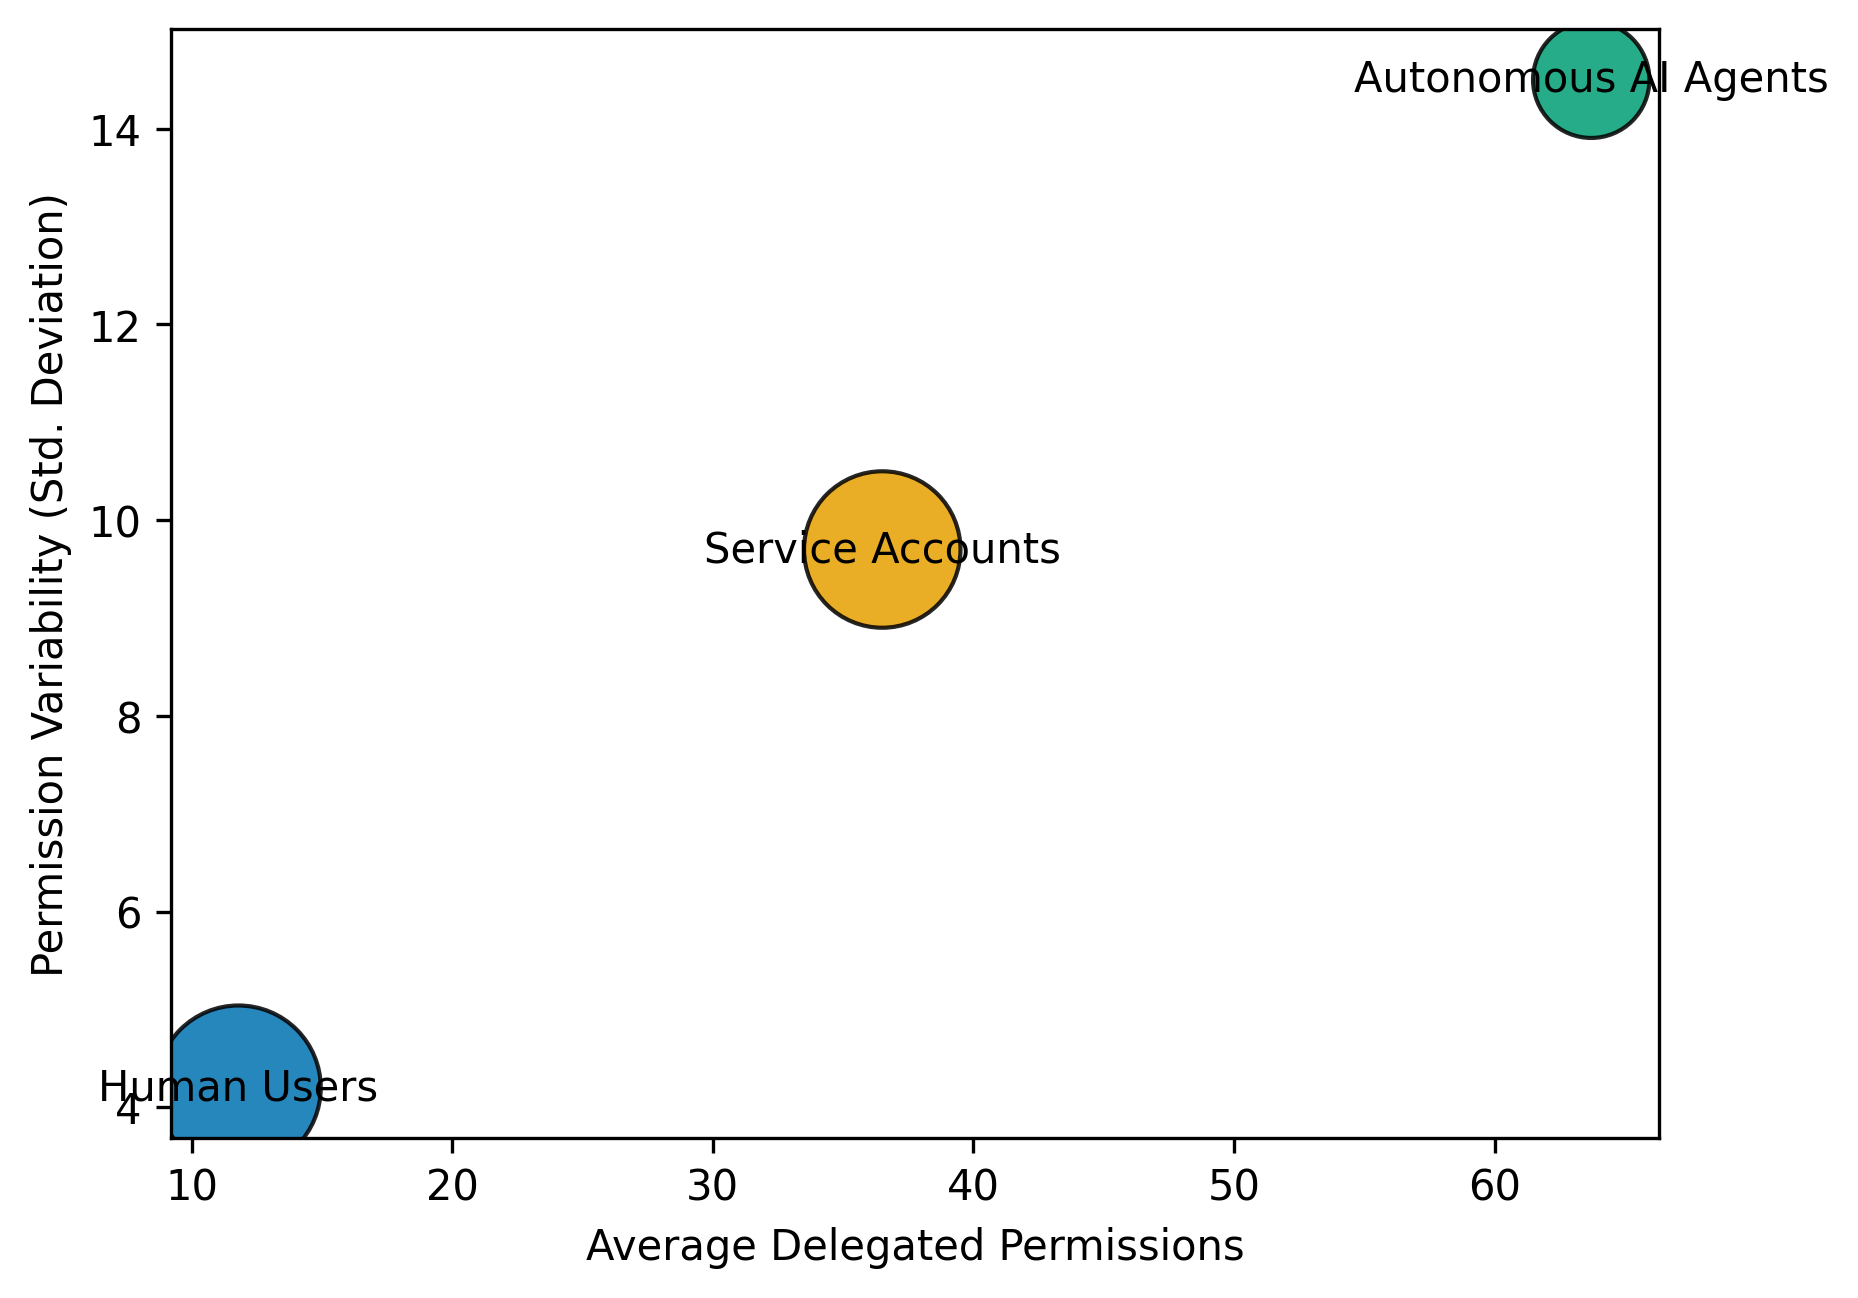 Autonomous AI Agents
14
12
10
8
6
4
Permission Variability (Std. Deviation)
Service Accounts
Human Users
10 20 30 40 50 60
Average Delegated Permissions